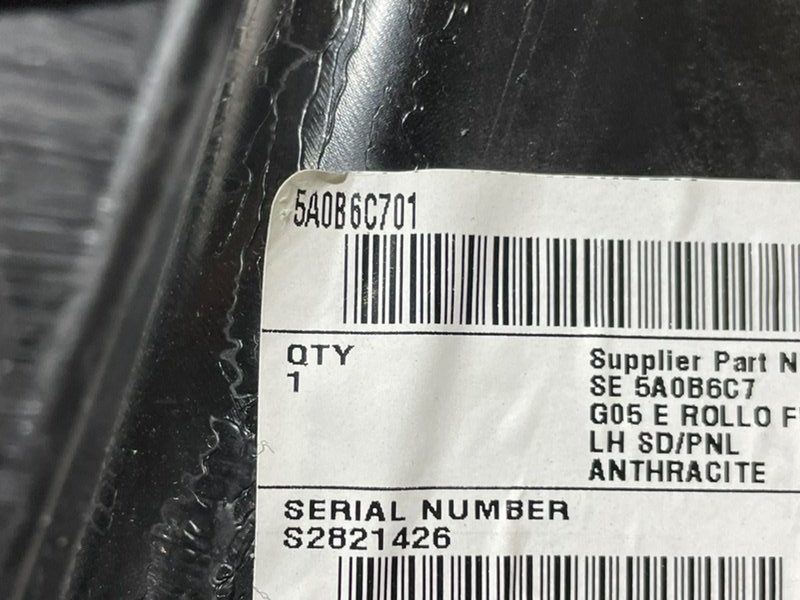 5A0B6C701
QTY
1
Supplier Part N
SE 5A0B6C7
G05 E ROLLO F
LH SD/PNL
ANTHRACITE
SERIAL NUMBER
S2821426